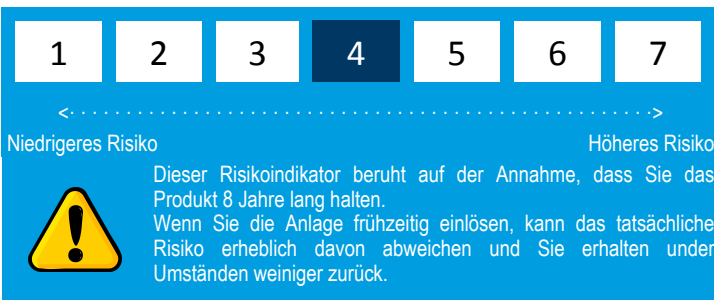 1 2 3 4 5 6 7
<· · · · · · · · · · · · · · · · · · · · · · · · · · · · · · · · · · · · · · · · · · · · · · · · · · · · · · ·>
Niedrigeres Risiko Höheres Risiko
Dieser Risikoindikator beruht auf der Annahme, dass Sie das
Produkt 8 Jahre lang halten.
Wenn Sie die Anlage frühzeitig einlösen, kann das tatsächliche
Risiko erheblich davon abweichen und Sie erhalten under
Umständen weiniger zurück.